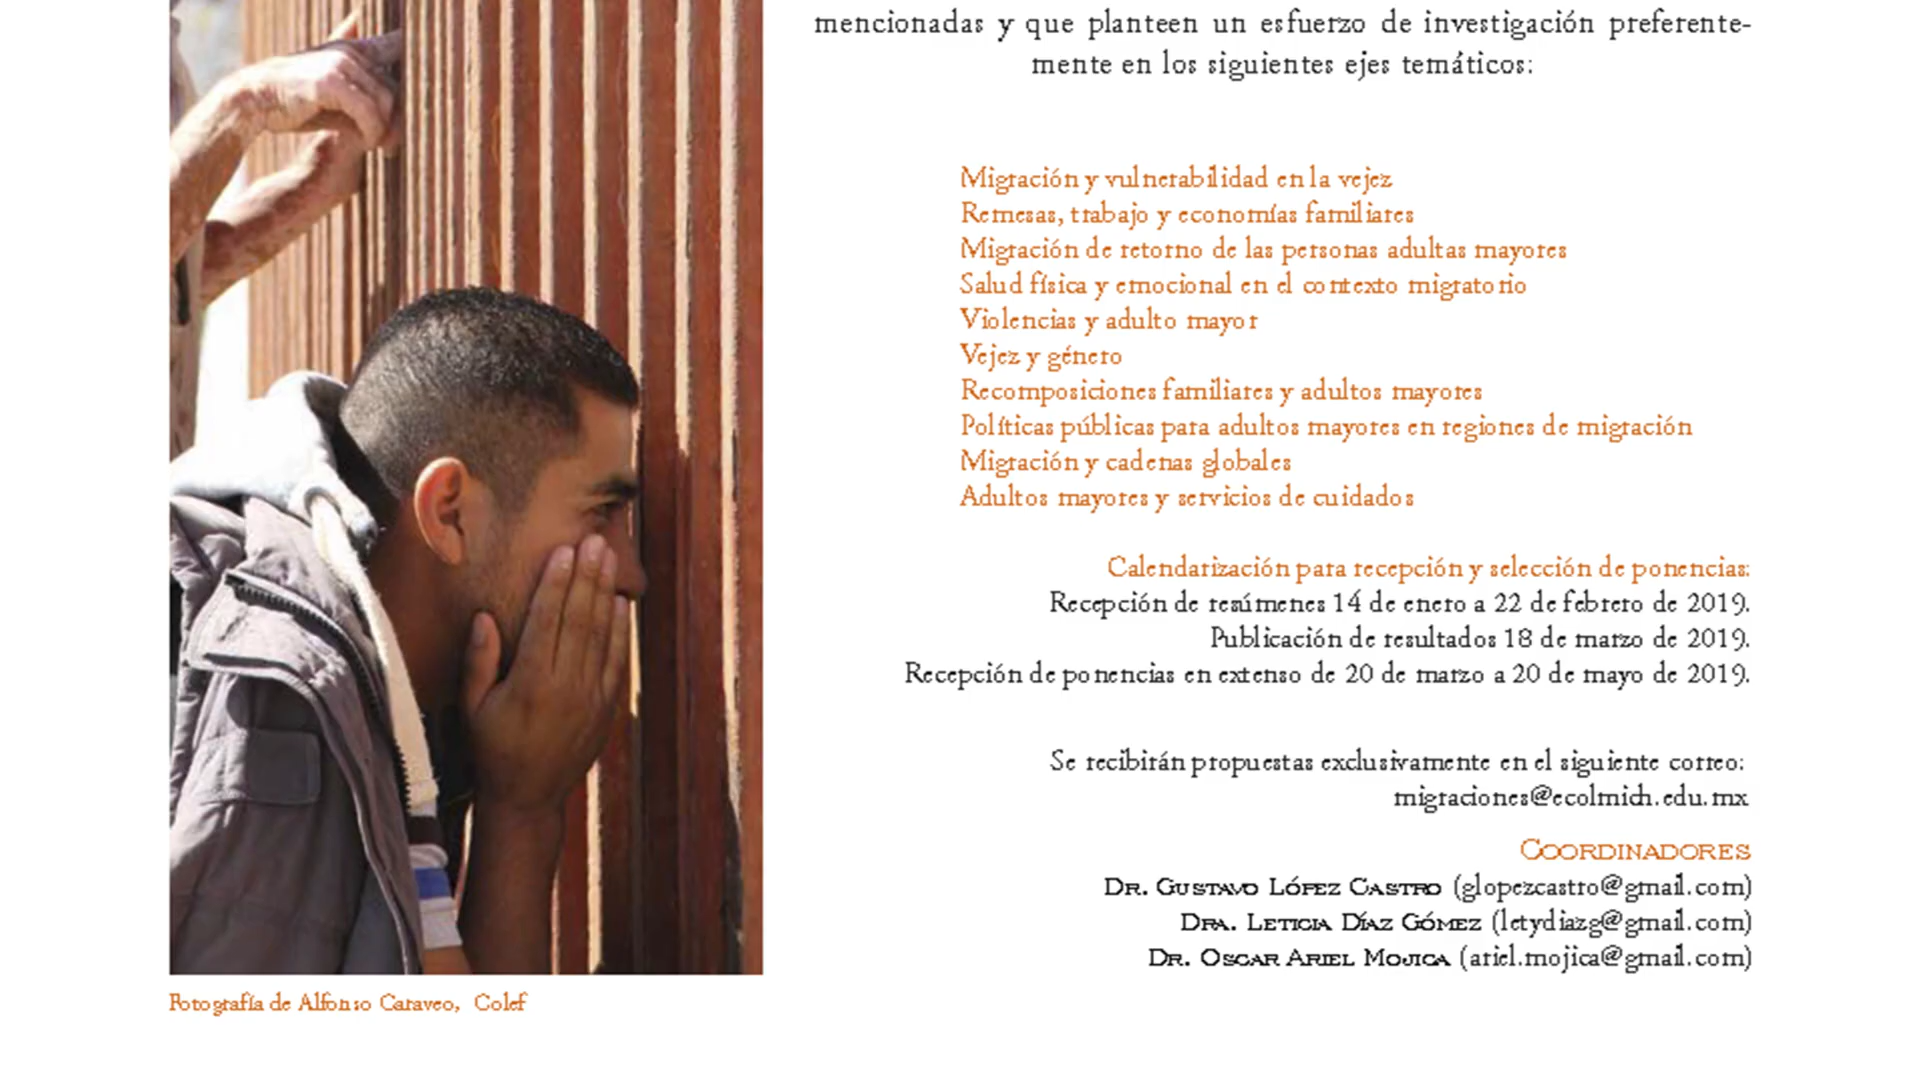 mencionadas y que planteen un esfuerzo de investigación preferente-
mente en los siguientes ejes temáticos:
Migración y vulnerabilidad en la vejez
Remesas, trabajo y economías familiares
Migración de retorno de las personas adultas mayores
Salud física y emocional en el contexto migratorio
Violencias y adulto mayor
Vejez y género
Recomposiciones familiares y adultos mayores
Políticas públicas para adultos mayores en regiones de migración
Migración y cadenas globales
Adultos mayores y servicios de cuidados
Calendarización para recepción y selección de ponencias:
Recepción de resúmenes 14 de enero a 22 de febrero de 2019.
Publicación de resultados 18 de marzo de 2019.
Recepción de ponencias en extenso de 20 de marzo a 20 de mayo de 2019.
Se recibirán propuestas exclusivamente en el siguiente correo:
migraciones@ecolmich.edu.mx
COORDINADORES
DR. GUSTAVO LÓPEZ CASTRO (glopezcastro@gmail.com)
DRA. LETICIA DÍAZ GÓMEZ (letydiazg@gmail.com)
DR. OSCAR ARIEL MOJICA (ariel.mojica@gmail.com)
Fotografía de Alfonso Caraveo, Colef